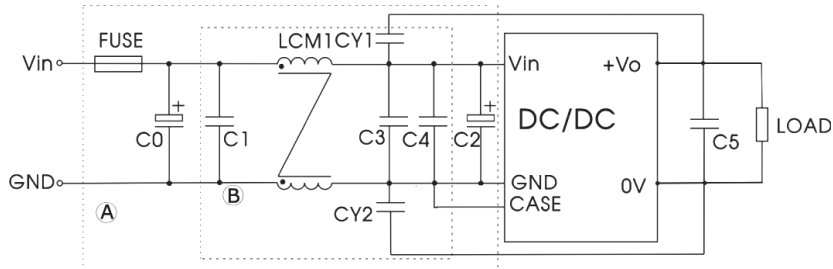 FUSE
LCM1
CY1
Vin
Vin
+Vo
+
+
DC/DC
C0
C1
C3
C4
C2
C5
LOAD
GND
GND
0V
A
B
CY2
CASE